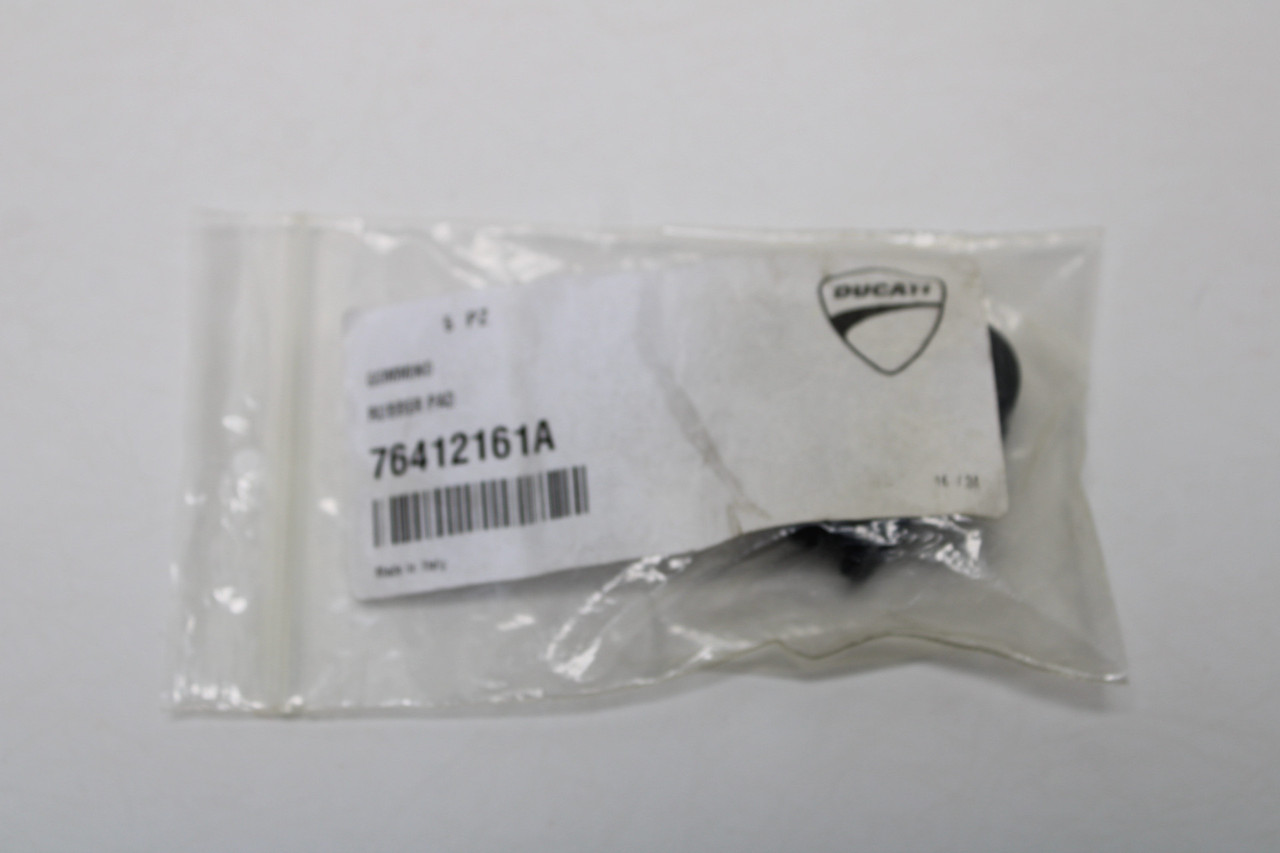 DUCATI
5 PZ
GOMMINO
RUBBER PAD
76412161A
Made in Italy